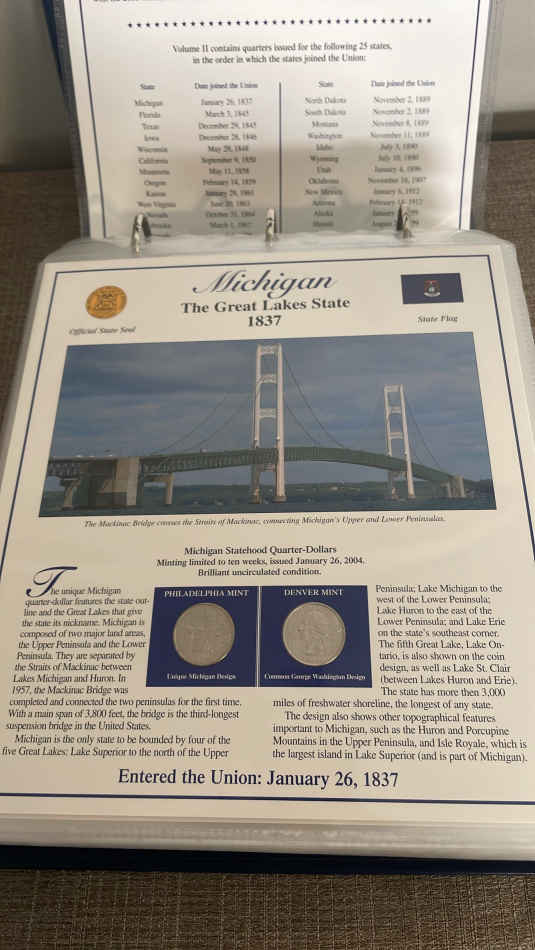 Volume II contains quarters issued for the following 25 states,
in the order in which the states joined the Union:
State Date joined the Union State Date joined the Union
Michigan January 26, 1837 North Dakota November 2, 1889
Florida March 3, 1845 South Dakota November 2, 1889
Texas December 29, 1845 Montana November 8, 1889
Iowa December 28, 1846 Washington November 11, 1889
Wisconsin May 29, 1848 Idaho July 3, 1890
California September 9, 1850 Wyoming July 10, 1890
Minnesota May 11, 1858 Utah January 4, 1896
Oregon February 14, 1859 Oklahoma November 16, 1907
Kansas January 29, 1861 New Mexico January 6, 1912
West Virginia June 20, 1863 Arizona February 14, 1912
Nevada October 31, 1864 Alaska January
March 1, 1867 Hawaii August
Michigan
The Great Lakes State
1837
Official State Seal
State Flag
The Mackinac Bridge crosses the Straits of Mackinac, connecting Michigan's Upper and Lower Peninsulas.
Michigan Statehood Quarter-Dollars
Minting limited to ten weeks, issued January 26, 2004.
Brilliant uncirculated condition.
The unique Michigan
quarter-dollar features the state out-
line and the Great Lakes that give
the state its nickname. Michigan is
composed of two major land areas,
the Upper Peninsula and the Lower
Peninsula. They are separated by
the Straits of Mackinac between
Lakes Michigan and Huron. In
1957, the Mackinac Bridge was
completed and connected the two peninsulas for the first time.
With a main span of 3,800 feet, the bridge is the third-longest
suspension bridge in the United States.
Michigan is the only state to be bounded by four of the
five Great Lakes: Lake Superior to the north of the Upper
PHILADELPHIA MINT
Unique Michigan Design
DENVER MINT
Common George Washington Design
Peninsula; Lake Michigan to the
west of the Lower Peninsula;
Lake Huron to the east of the
Lower Peninsula; and Lake Erie
on the state's southeast corner.
The fifth Great Lake, Lake On-
tario, is also shown on the coin
design, as well as Lake St. Clair
(between Lakes Huron and Erie).
The state has more then 3,000
miles of freshwater shoreline, the longest of any state.
The design also shows other topographical features
important to Michigan, such as the Huron and Porcupine
Mountains in the Upper Peninsula, and Isle Royale, which is
the largest island in Lake Superior (and is part of Michigan).
Entered the Union: January 26, 1837